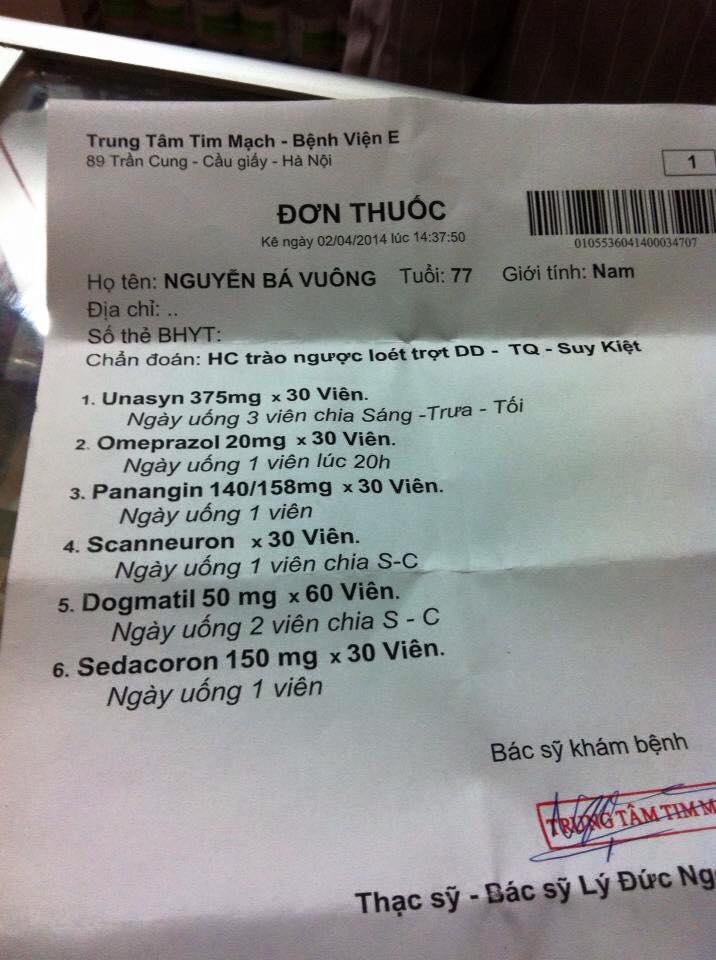 Trung Tâm Tim Mạch - Bệnh Viện E
89 Trần Cung - Cầu giấy - Hà Nội
1
ĐƠN THUỐC
Kê ngày 02/04/2014 lúc 14:37:50
0105536041400034707
Họ tên: NGUYỄN BÁ VUÔNG Tuổi: 77 Giới tính: Nam
Địa chỉ: ..
Số thẻ BHYT:
Chẩn đoán: HC trào ngược loét trợt DD - TQ - Suy Kiệt
1. Unasyn 375mg x 30 Viên.
Ngày uống 3 viên chia Sáng -Trưa - Tối
2. Omeprazol 20mg x 30 Viên.
Ngày uống 1 viên lúc 20h
3. Panangin 140/158mg x 30 Viên.
Ngày uống 1 viên
4. Scanneuron x 30 Viên.
Ngày uống 1 viên chia S-C
5. Dogmatil 50 mg x 60 Viên.
Ngày uống 2 viên chia S - C
6. Sedacoron 150 mg x 30 Viên.
Ngày uống 1 viên
Bác sỹ khám bệnh
TRUNG TÂM TIM M
Thạc sỹ - Bác sỹ Lý Đức Ng